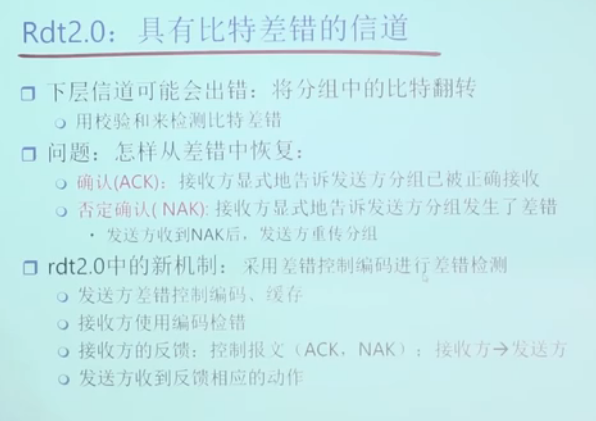 Rdt2.0：具有比特差错的信道
下层信道可能会出错：将分组中的比特翻转
用校验和来检测比特差错
问题：怎样从差错中恢复：
确认(ACK)：接收方显式地告诉发送方分组已被正确接收
否定确认( NAK): 接收方显式地告诉发送方分组发生了差错
· 发送方收到NAK后，发送方重传分组
rdt2.0中的新机制：采用差错控制编码进行差错检测
发送方差错控制编码、缓存
接收方使用编码检错
接收方的反馈：控制报文（ACK，NAK）：接收方→发送方
发送方收到反馈相应的动作